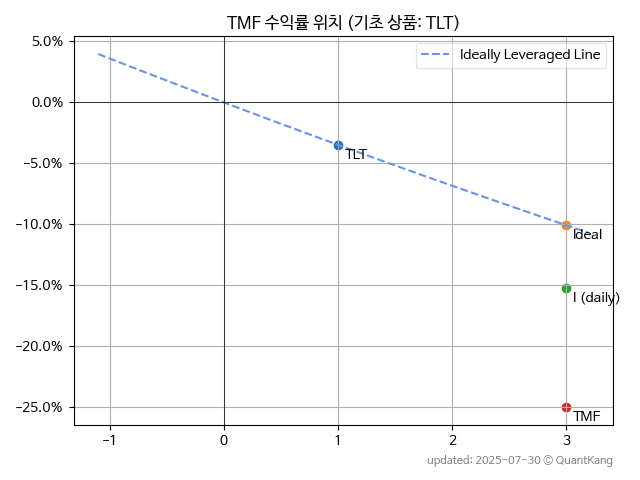 TMF 수익률 위치 (기초 상품: TLT)
Ideally Leveraged Line
5.0%
0.0%
−5.0%
−10.0%
−15.0%
−20.0%
−25.0%
TLT
Ideal
I (daily)
TMF
−1
0
1
2
3
updated: 2025-07-30 © QuantKang